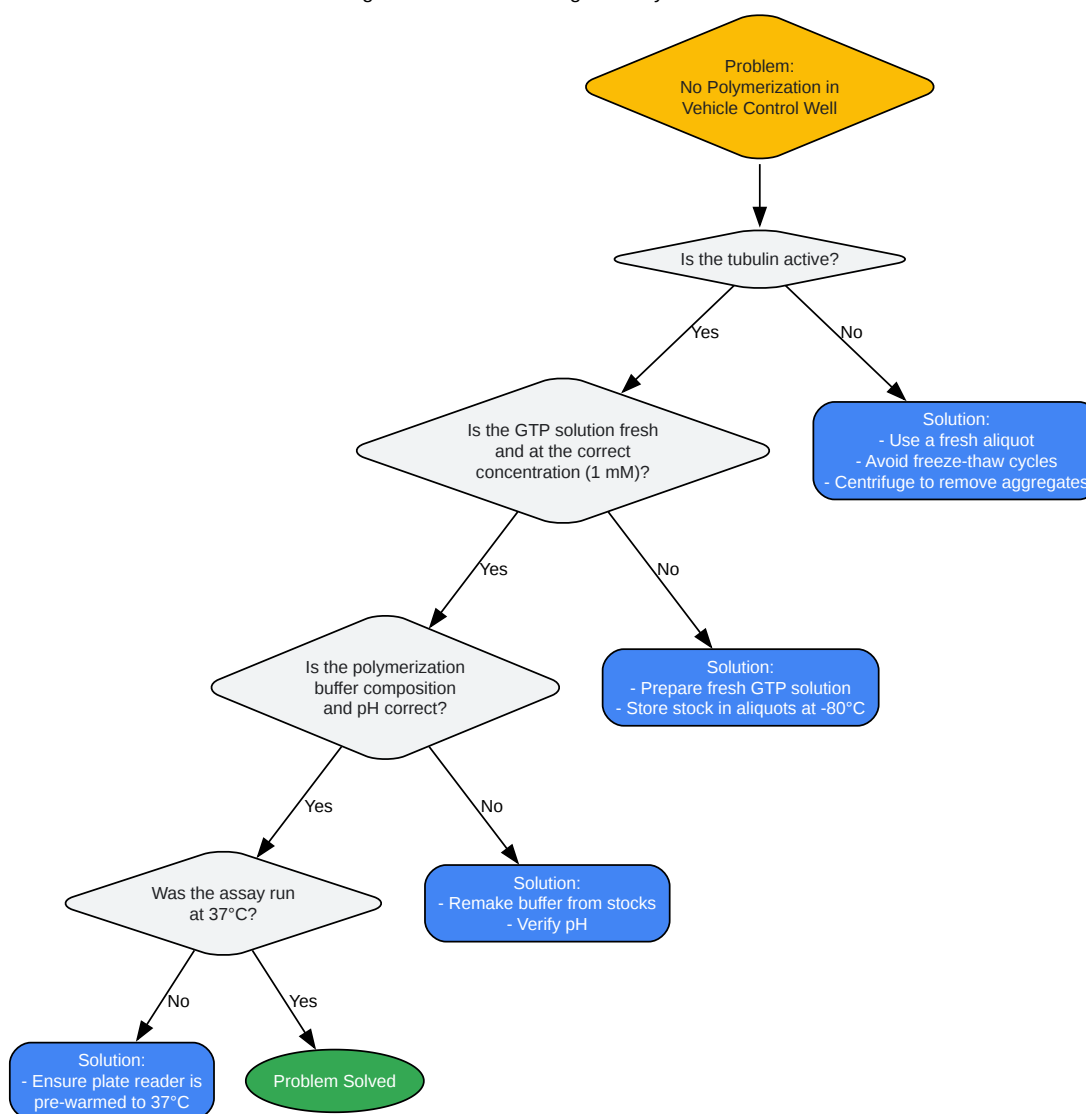 Problem:
No Polymerization in
Vehicle Control Well
Is the tubulin active?
Yes
No
Is the GTP solution fresh
and at the correct
concentration (1 mM)?
Solution:
- Use a fresh aliquot
- Avoid freeze-thaw cycles
- Centrifuge to remove aggregates
Yes
No
Is the polymerization
buffer composition
and pH correct?
Solution:
- Prepare fresh GTP solution
- Store stock in aliquots at -80°C
Yes
No
Was the assay run
at 37°C?
Solution:
- Remake buffer from stocks
- Verify pH
No
Yes
Solution:
- Ensure plate reader is
pre-warmed to 37°C
Problem Solved